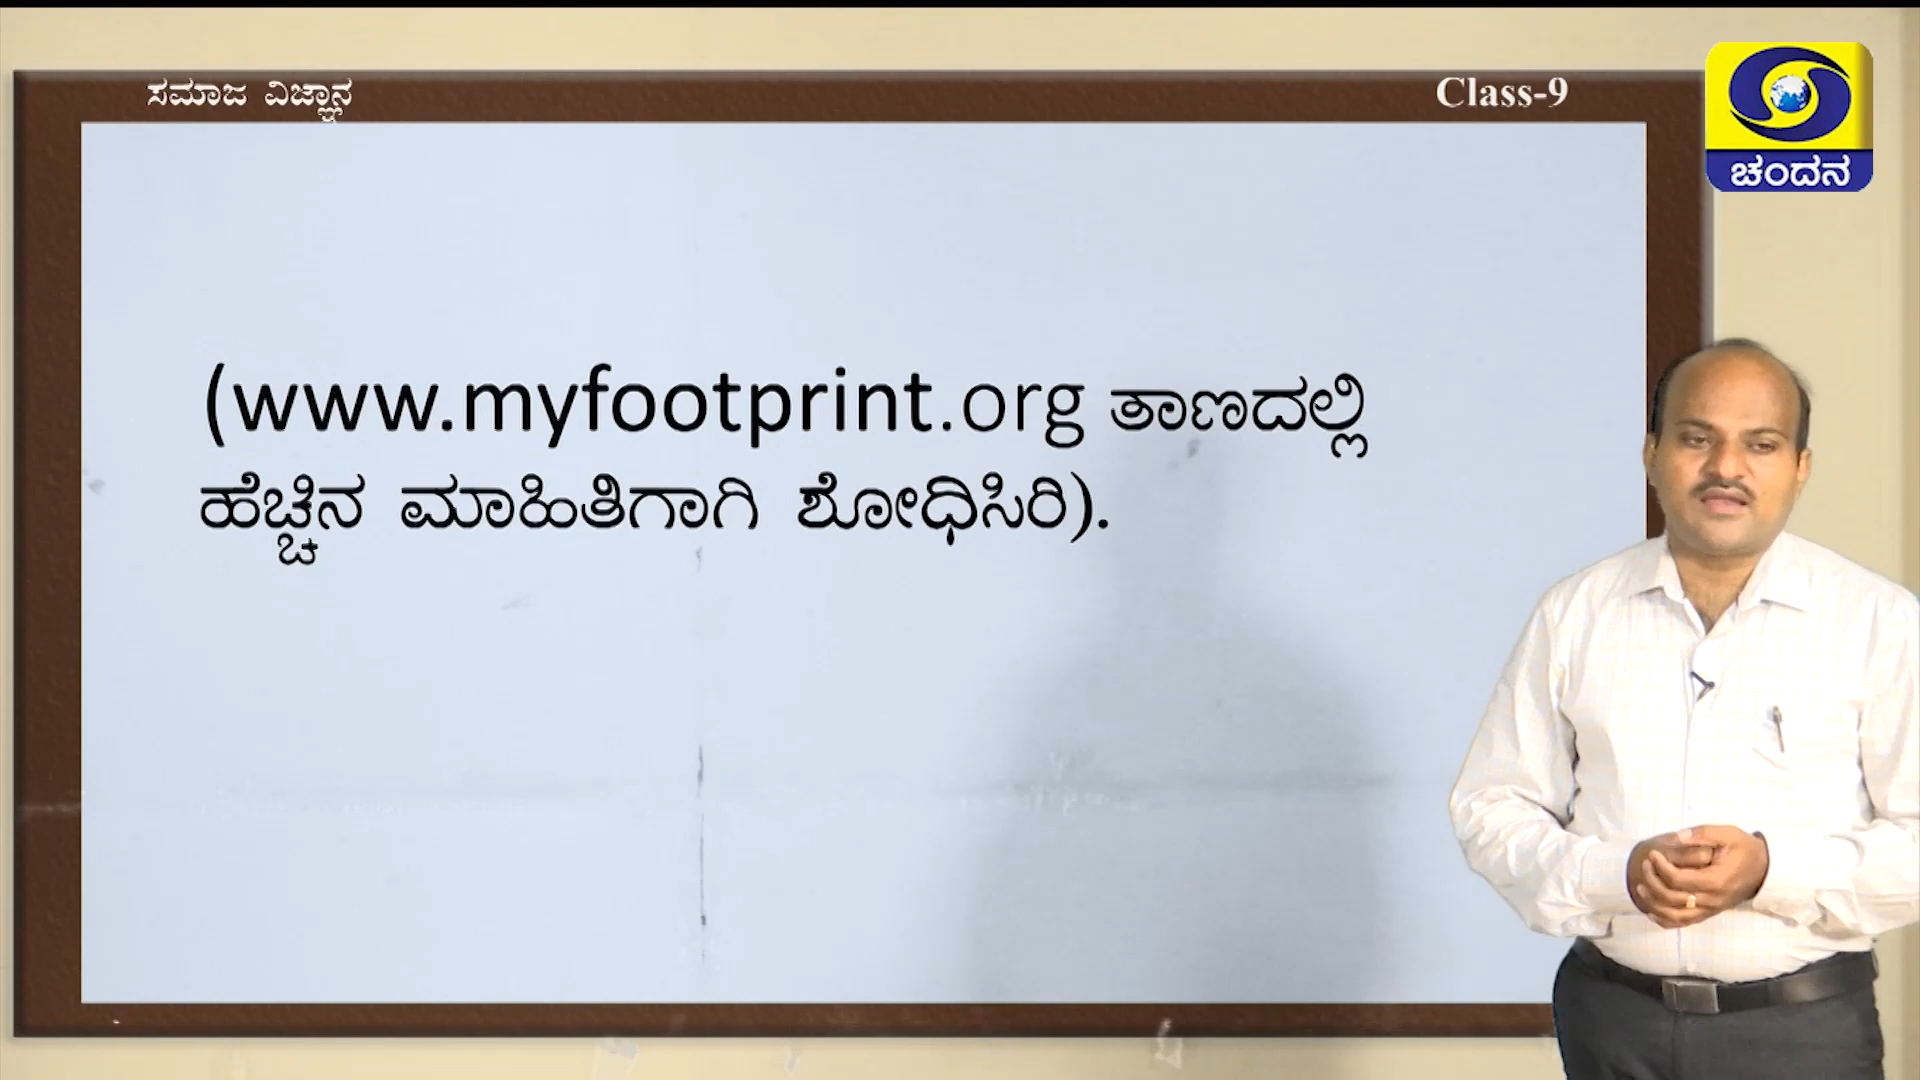 ಸಮಾಜ ವಿಜ್ಞಾನ
Class-9
ಚಂದನ
(www.myfootprint.org ತಾಣದಲ್ಲಿ
ಹೆಚ್ಚಿನ ಮಾಹಿತಿಗಾಗಿ ಶೋಧಿಸಿರಿ).